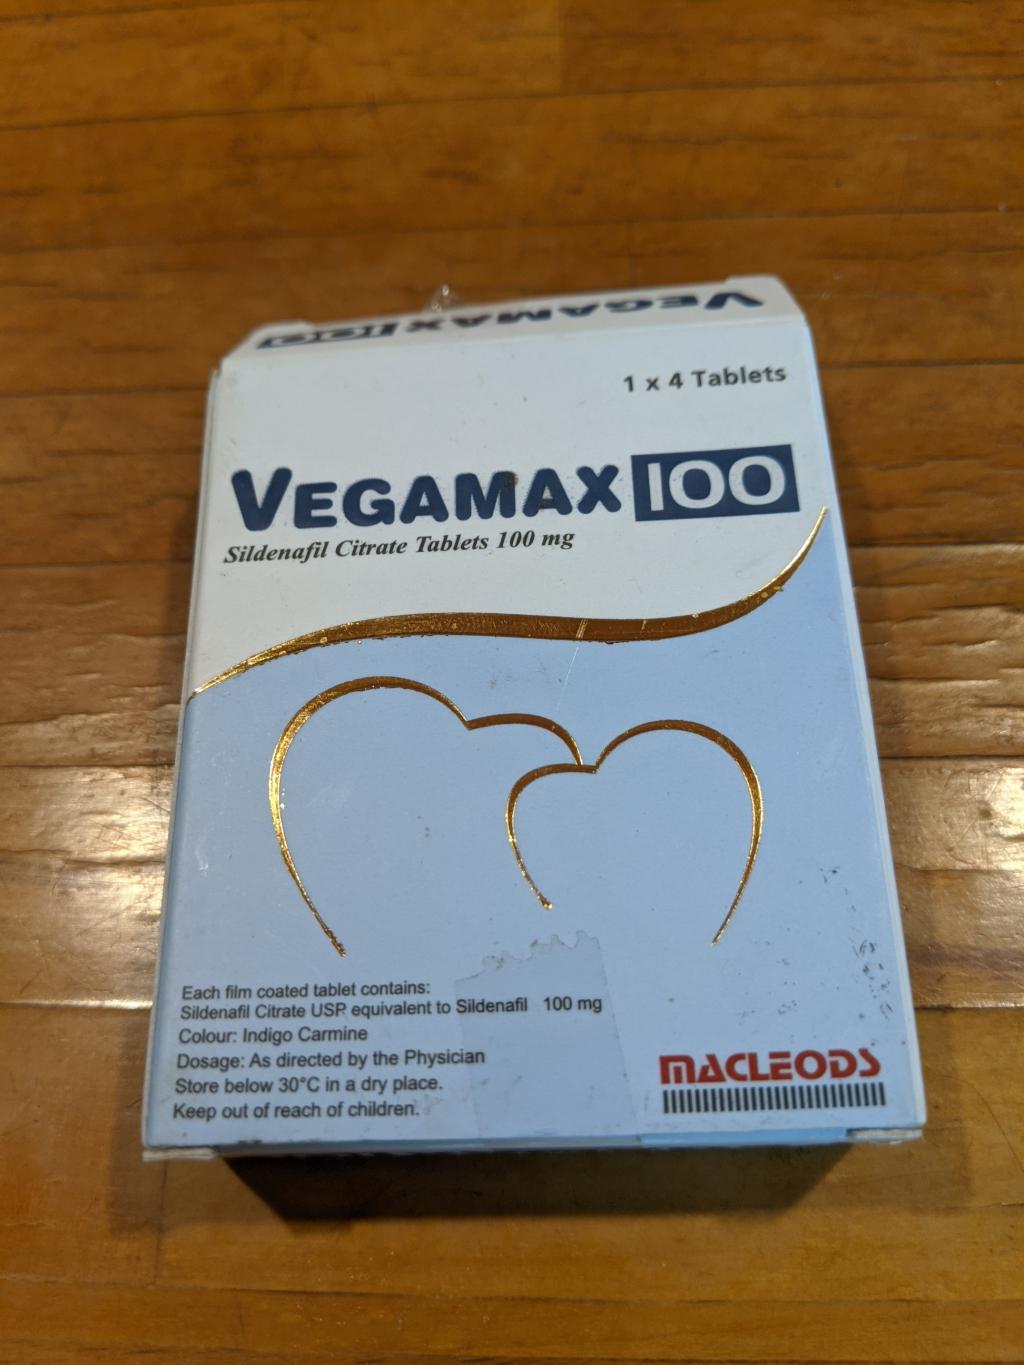 VEGAMAX 100
1 x 4 Tablets
VEGAMAX 100
Sildenafil Citrate Tablets 100 mg
Each film coated tablet contains:
Sildenafil Citrate USP equivalent to Sildenafil 100 mg
Colour: Indigo Carmine
Dosage: As directed by the Physician
Store below 30°C in a dry place.
Keep out of reach of children.
MACLEODS